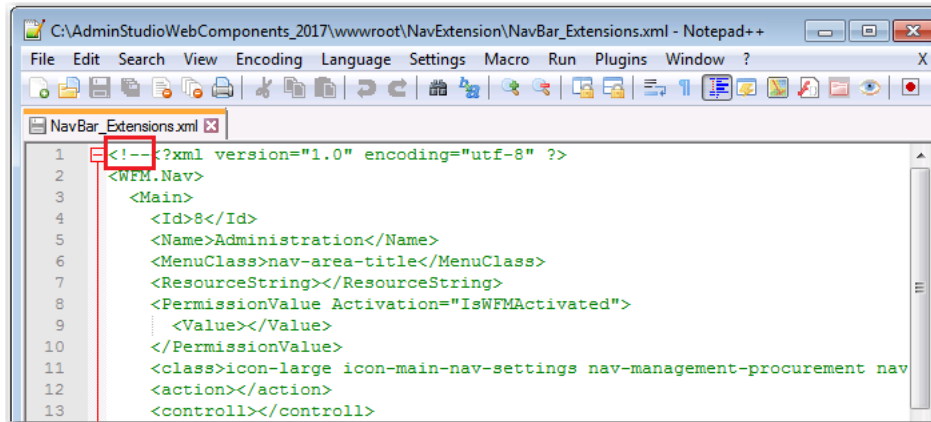 C:\AdminStudioWebComponents_2017\wwwroot\NavExtension\NavBar_Extensions.xml - Notepad++
File Edit Search View Encoding Language Settings Macro Run Plugins Window ? X
NavBar_Extensions.xml
1 <!--<?xml version="1.0" encoding="utf-8" ?>
2 <WFM.Nav>
3 <Main>
4 <Id>8</Id>
5 <Name>Administration</Name>
6 <MenuClass>nav-area-title</MenuClass>
7 <ResourceString></ResourceString>
8 <PermissionValue Activation="IsWFMActivated">
9 <Value></Value>
10 </PermissionValue>
11 <class>icon-large icon-main-nav-settings nav-management-procurement nav
12 <action></action>
13 <controll></controll>